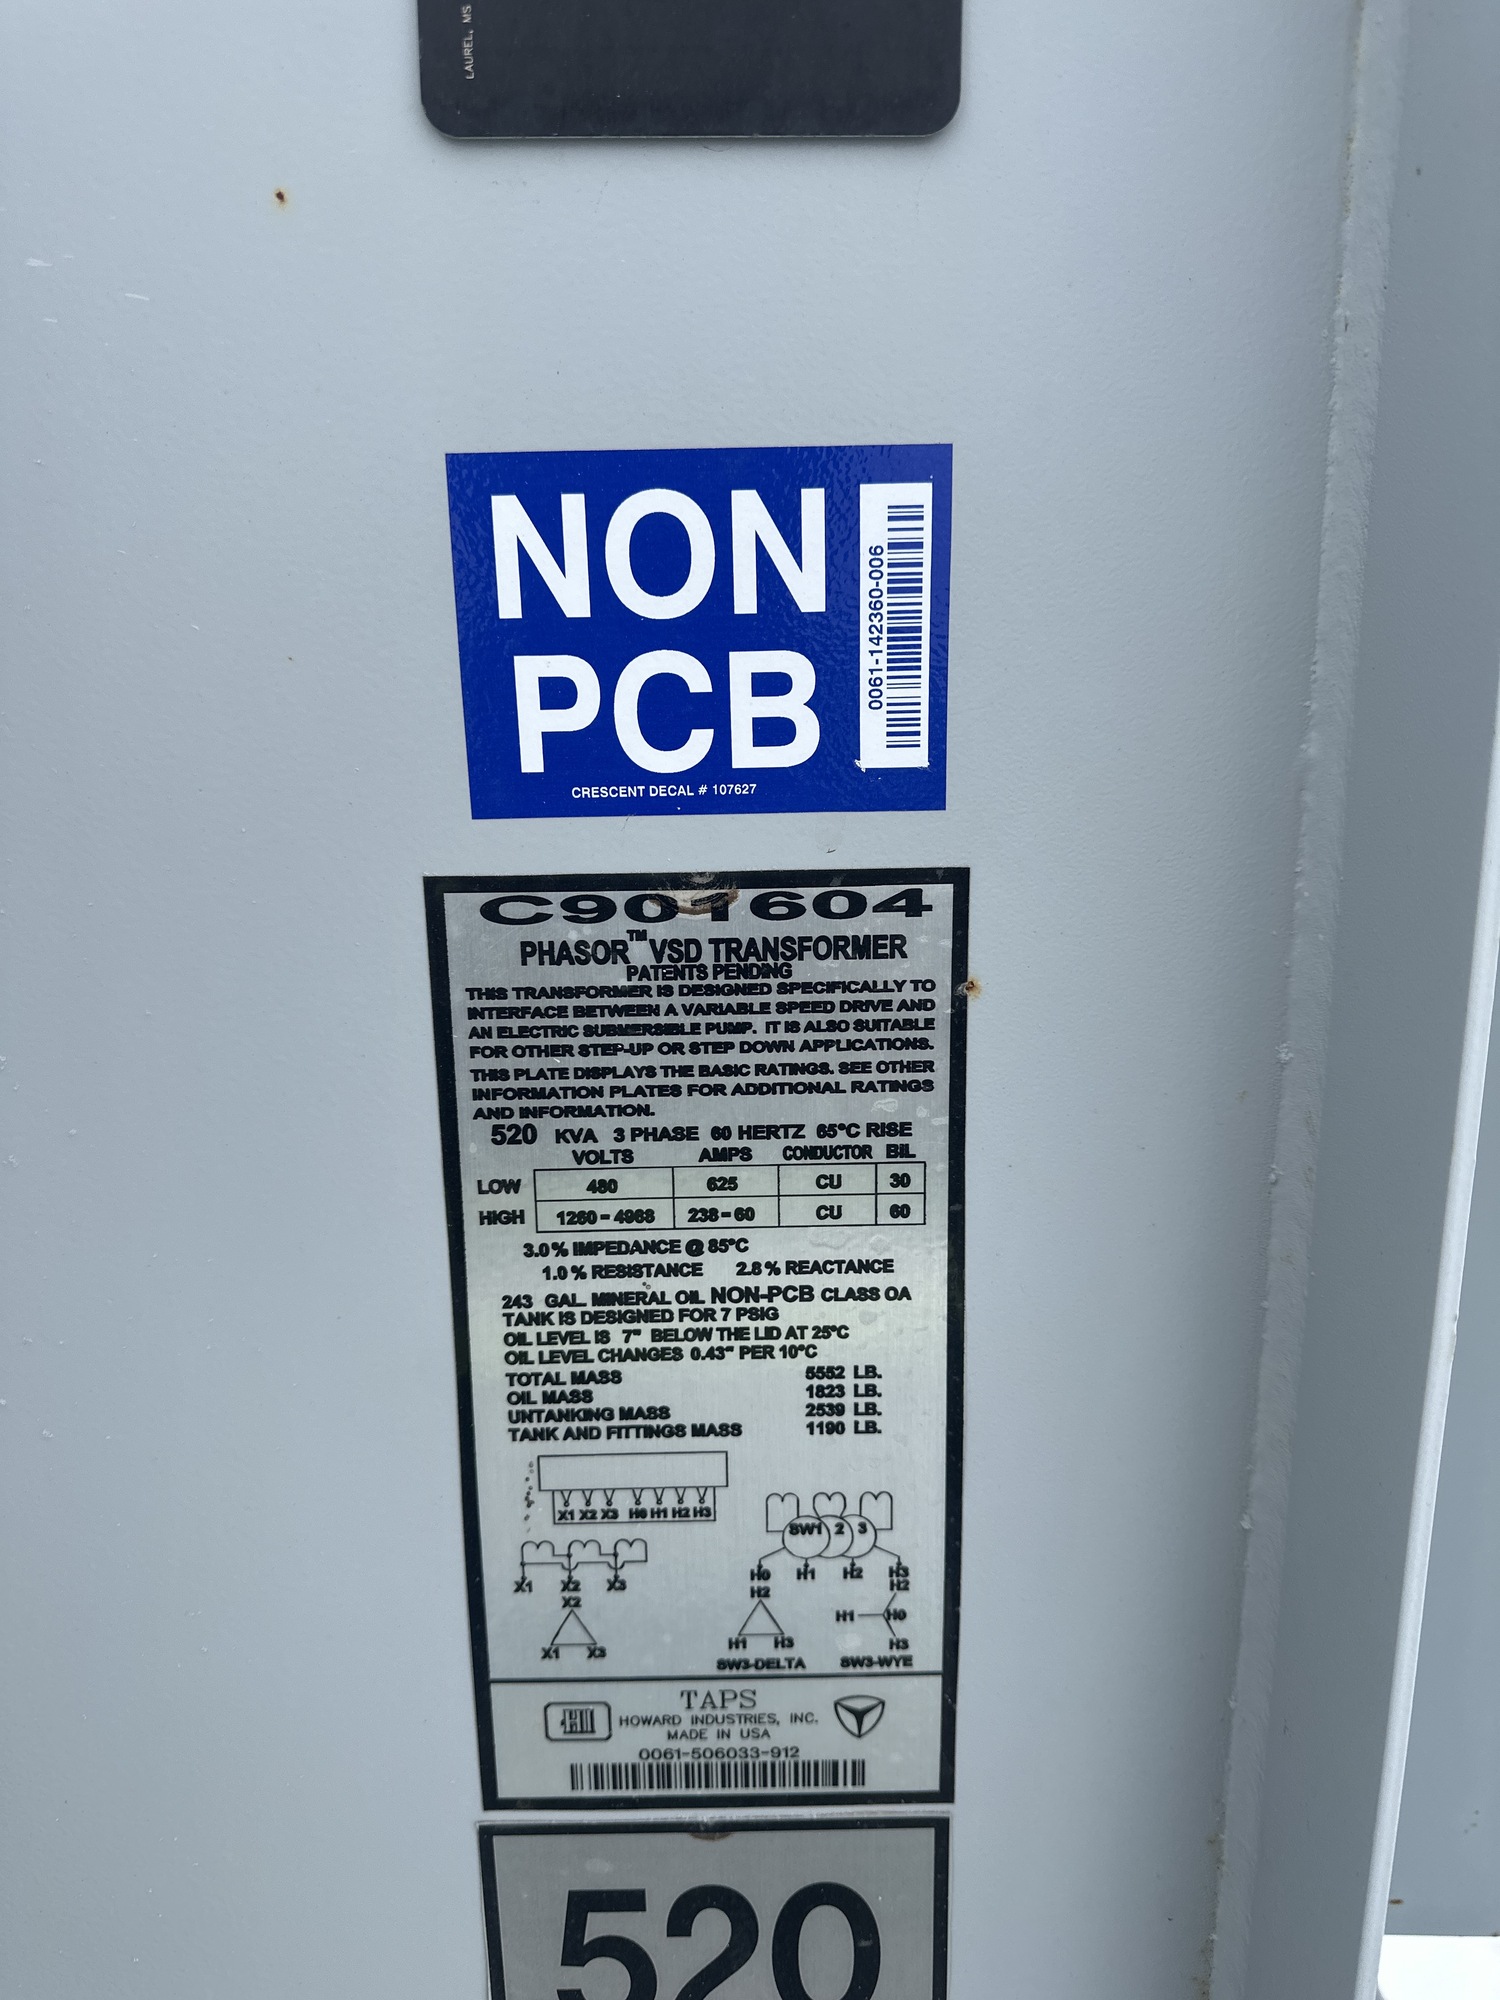 LAUREL, MS
NON
PCB
0061-142360-006
CRESCENT DECAL # 107627
C901604
PHASOR™ VSD TRANSFORMER
PATENTS PENDING
THIS TRANSFORMER IS DESIGNED SPECIFICALLY TO
INTERFACE BETWEEN A VARIABLE SPEED DRIVE AND
AN ELECTRIC SUBMERSIBLE PUMP. IT IS ALSO SUITABLE
FOR OTHER STEP-UP OR STEP DOWN APPLICATIONS.
THIS PLATE DISPLAYS THE BASIC RATINGS. SEE OTHER
INFORMATION PLATES FOR ADDITIONAL RATINGS
AND INFORMATION.
520 KVA 3 PHASE 60 HERTZ 65°C RISE
VOLTS AMPS CONDUCTOR BIL
LOW 480 625 CU 30
HIGH 1260-4968 238-60 CU 60
3.0% IMPEDANCE @ 85°C
1.0% RESISTANCE 2.8% REACTANCE
243 GAL. MINERAL OIL NON-PCB CLASS OA
TANK IS DESIGNED FOR 7 PSIG
OIL LEVEL IS 7" BELOW THE LID AT 25°C
OIL LEVEL CHANGES 0.43" PER 10°C
TOTAL MASS 5552 LB.
OIL MASS 1823 LB.
UNTANKING MASS 2539 LB.
TANK AND FITTINGS MASS 1190 LB.
X1 X2 X3 H0 H1 H2 H3
SW1 2 3
X1 X2 X3
H0 H1 H2 H3
X2
X1 X3
H2
H1 H3
SW3-DELTA
H2
H1 H0
H3
SW3-WYE
TAPS
HOWARD INDUSTRIES, INC.
MADE IN USA
0061-506033-912
520